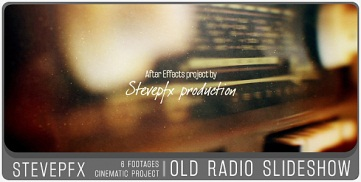 After Effects project by
Stevepfx production
STEVEPFX
6 FOOTAGES
CINEMATIC PROJECT
OLD RADIO SLIDESHOW